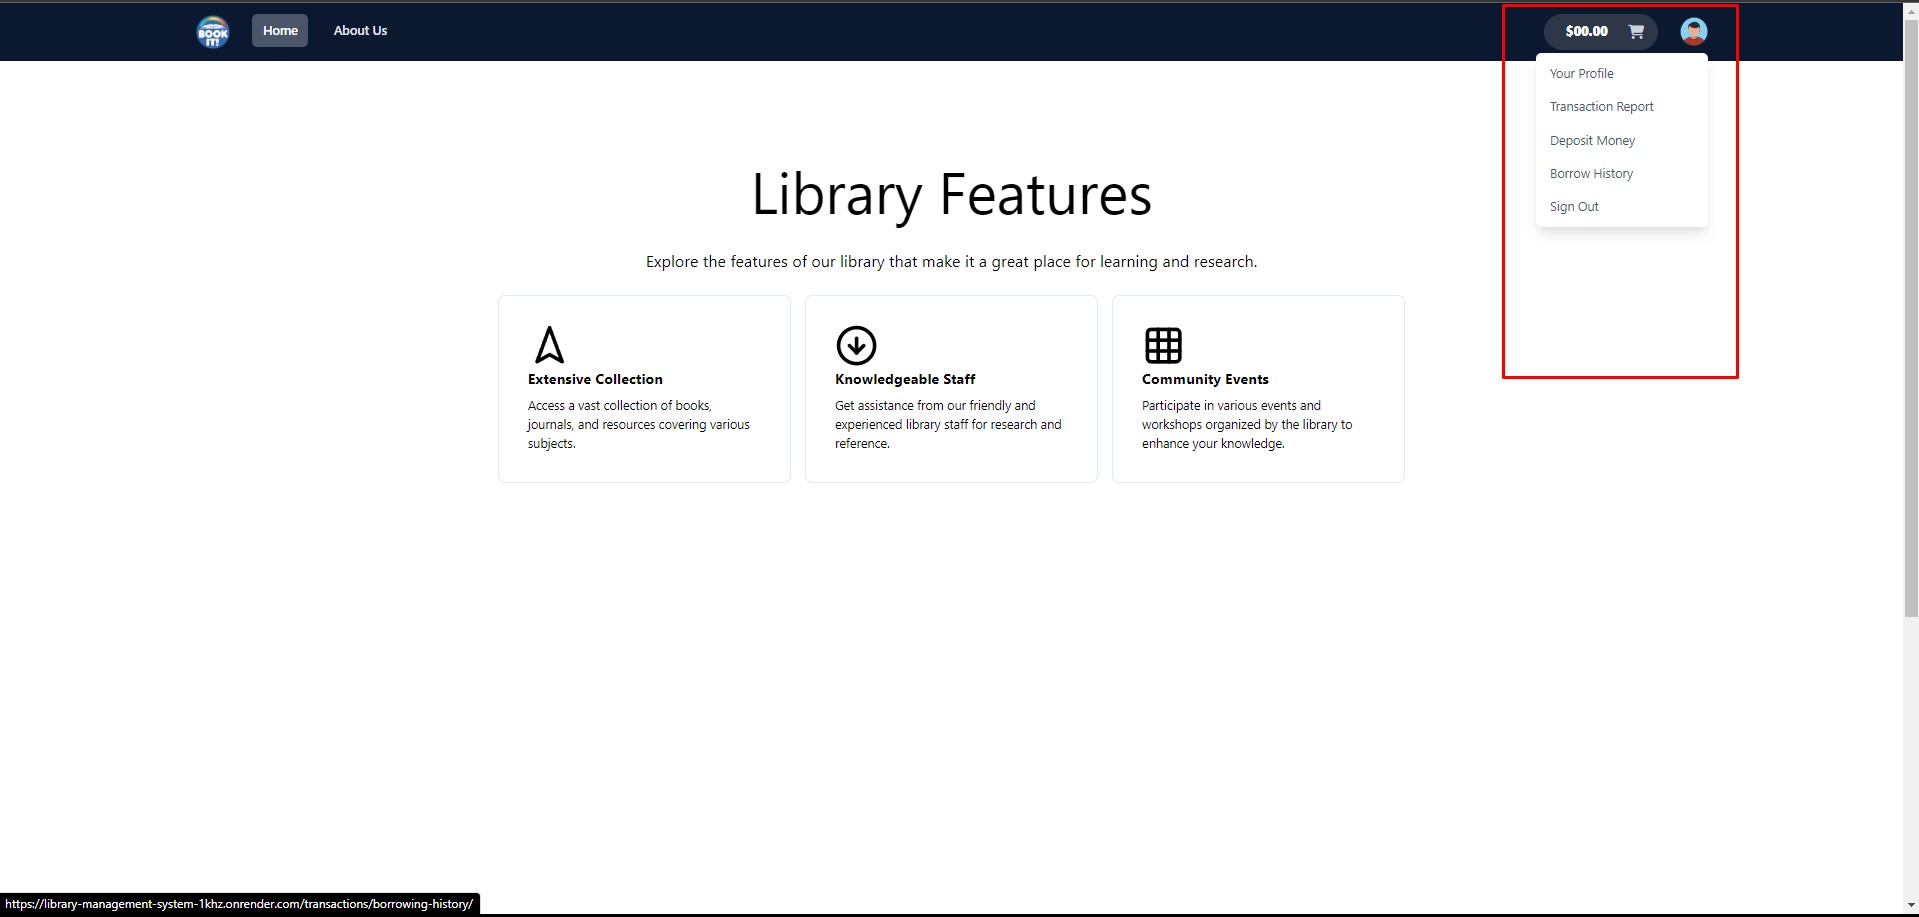 BOOK
IT!
Home
About Us
$00.00
Your Profile
Transaction Report
Deposit Money
Borrow History
Sign Out
Library Features
Explore the features of our library that make it a great place for learning and research.
Extensive Collection
Access a vast collection of books,
journals, and resources covering various
subjects.
Knowledgeable Staff
Get assistance from our friendly and
experienced library staff for research and
reference.
Community Events
Participate in various events and
workshops organized by the library to
enhance your knowledge.
https://library-management-system-1khz.onrender.com/transactions/borrowing-history/